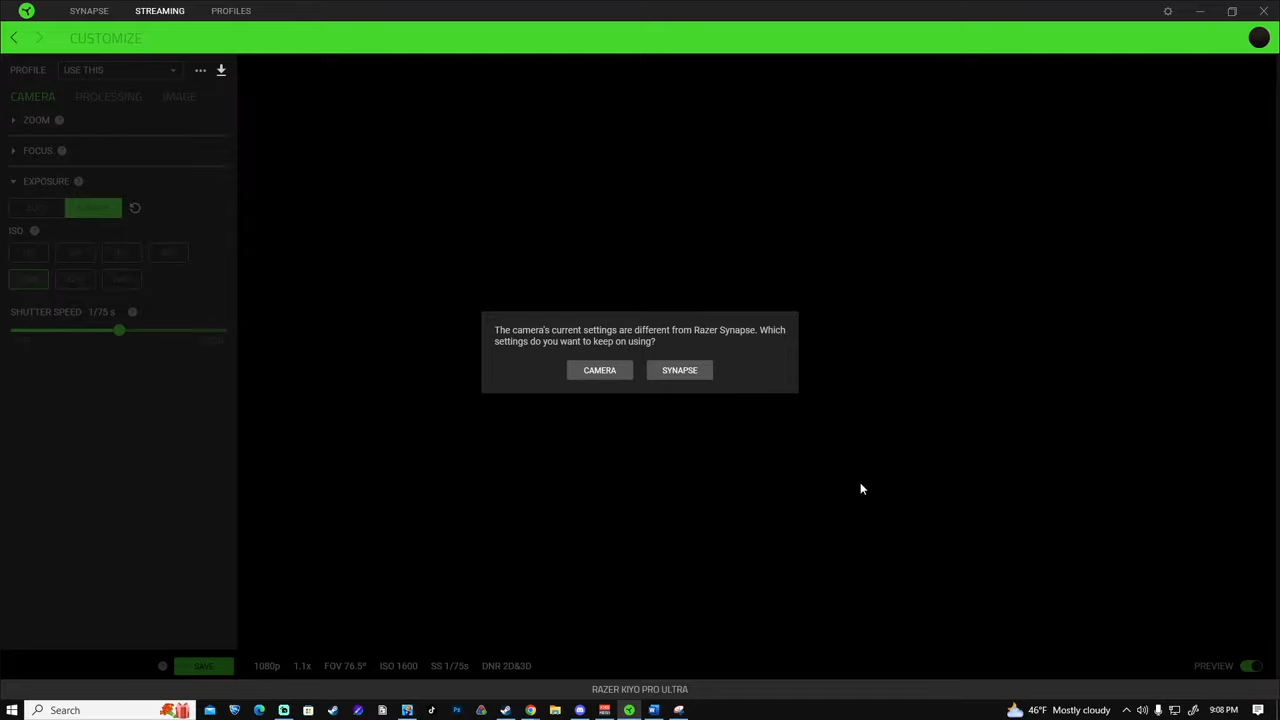 SYNAPSE STREAMING PROFILES
CUSTOMIZE
PROFILE USE THIS
CAMERA PROCESSING IMAGE
ZOOM
FOCUS
EXPOSURE
ISO
SHUTTER SPEED 1/75 s
The camera's current settings are different from Razer Synapse. Which
settings do you want to keep on using?
CAMERA SYNAPSE
SAVE 1080p 1.1x FOV 76.5° ISO 1600 SS 1/75s DNR 2D&3D PREVIEW
RAZER KIYO PRO ULTRA
Search 46°F Mostly cloudy 9:08 PM